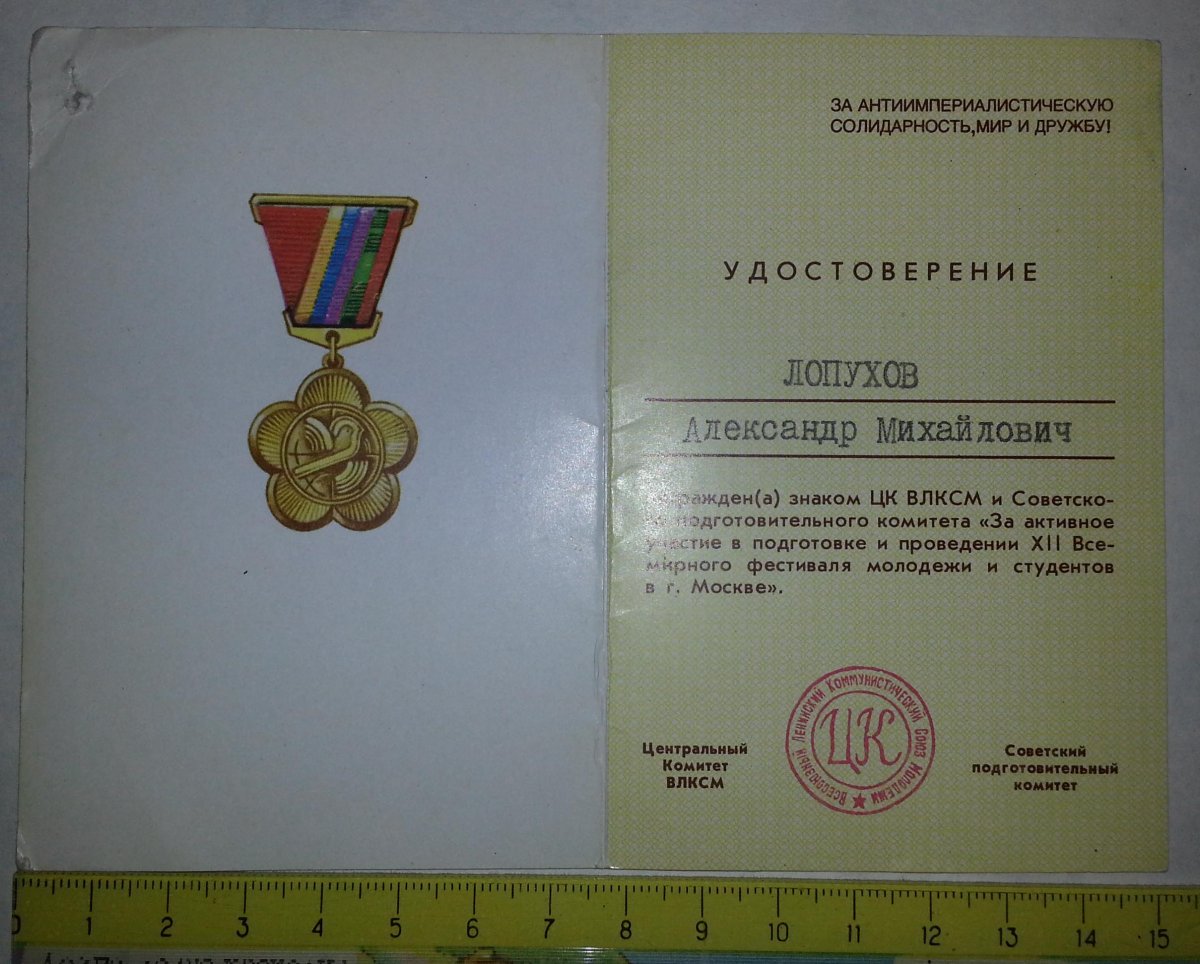 ЗА АНТИИМПЕРИАЛИСТИЧЕСКУЮ
СОЛИДАРНОСТЬ,МИР И ДРУЖБУ!
УДОСТОВЕРЕНИЕ
ЛОПУХОВ
Александр Михайлович
награжден(а) знаком ЦК ВЛКСМ и Советско-
го подготовительного комитета «За активное
участие в подготовке и проведении XII Все-
мирного фестиваля молодежи и студентов
в г. Москве».
Центральный
Комитет
ВЛКСМ
Всесоюзный Ленинский Коммунистический Союз Молодежи
ЦК
Советский
подготовительный
комитет
0 1 2 3 4 5 6 7 8 9 10 11 12 13 14 15